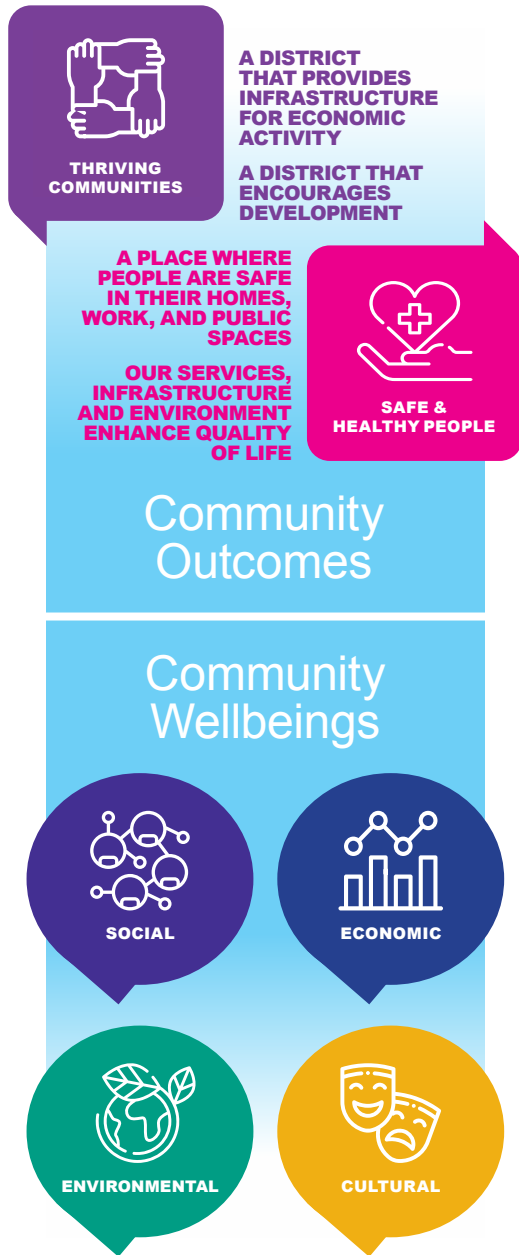 THRIVING
COMMUNITIES
A DISTRICT
THAT PROVIDES
INFRASTRUCTURE
FOR ECONOMIC
ACTIVITY
A DISTRICT THAT
ENCOURAGES
DEVELOPMENT
A PLACE WHERE
PEOPLE ARE SAFE
IN THEIR HOMES,
WORK, AND PUBLIC
SPACES
OUR SERVICES,
INFRASTRUCTURE
AND ENVIRONMENT
ENHANCE QUALITY
OF LIFE
SAFE &
HEALTHY PEOPLE
Community
Outcomes
Community
Wellbeings
SOCIAL
ECONOMIC
ENVIRONMENTAL
CULTURAL